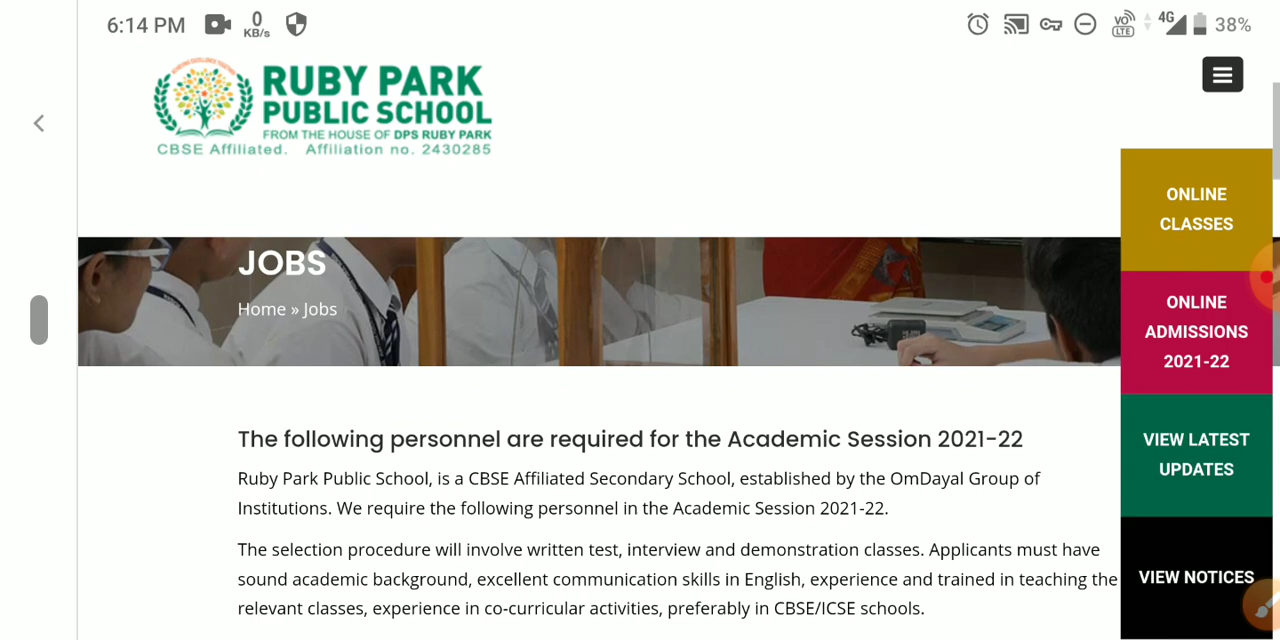 6:14 PM 0 KB/s VO LTE 4G 38%
RUBY PARK
PUBLIC SCHOOL
FROM THE HOUSE OF DPS RUBY PARK
CBSE Affiliated. Affiliation no. 2430285
ONLINE
CLASSES
ONLINE
ADMISSIONS
2021-22
VIEW LATEST
UPDATES
VIEW NOTICES
JOBS
Home » Jobs
The following personnel are required for the Academic Session 2021-22
Ruby Park Public School, is a CBSE Affiliated Secondary School, established by the OmDayal Group of
Institutions. We require the following personnel in the Academic Session 2021-22.
The selection procedure will involve written test, interview and demonstration classes. Applicants must have
sound academic background, excellent communication skills in English, experience and trained in teaching the
relevant classes, experience in co-curricular activities, preferably in CBSE/ICSE schools.